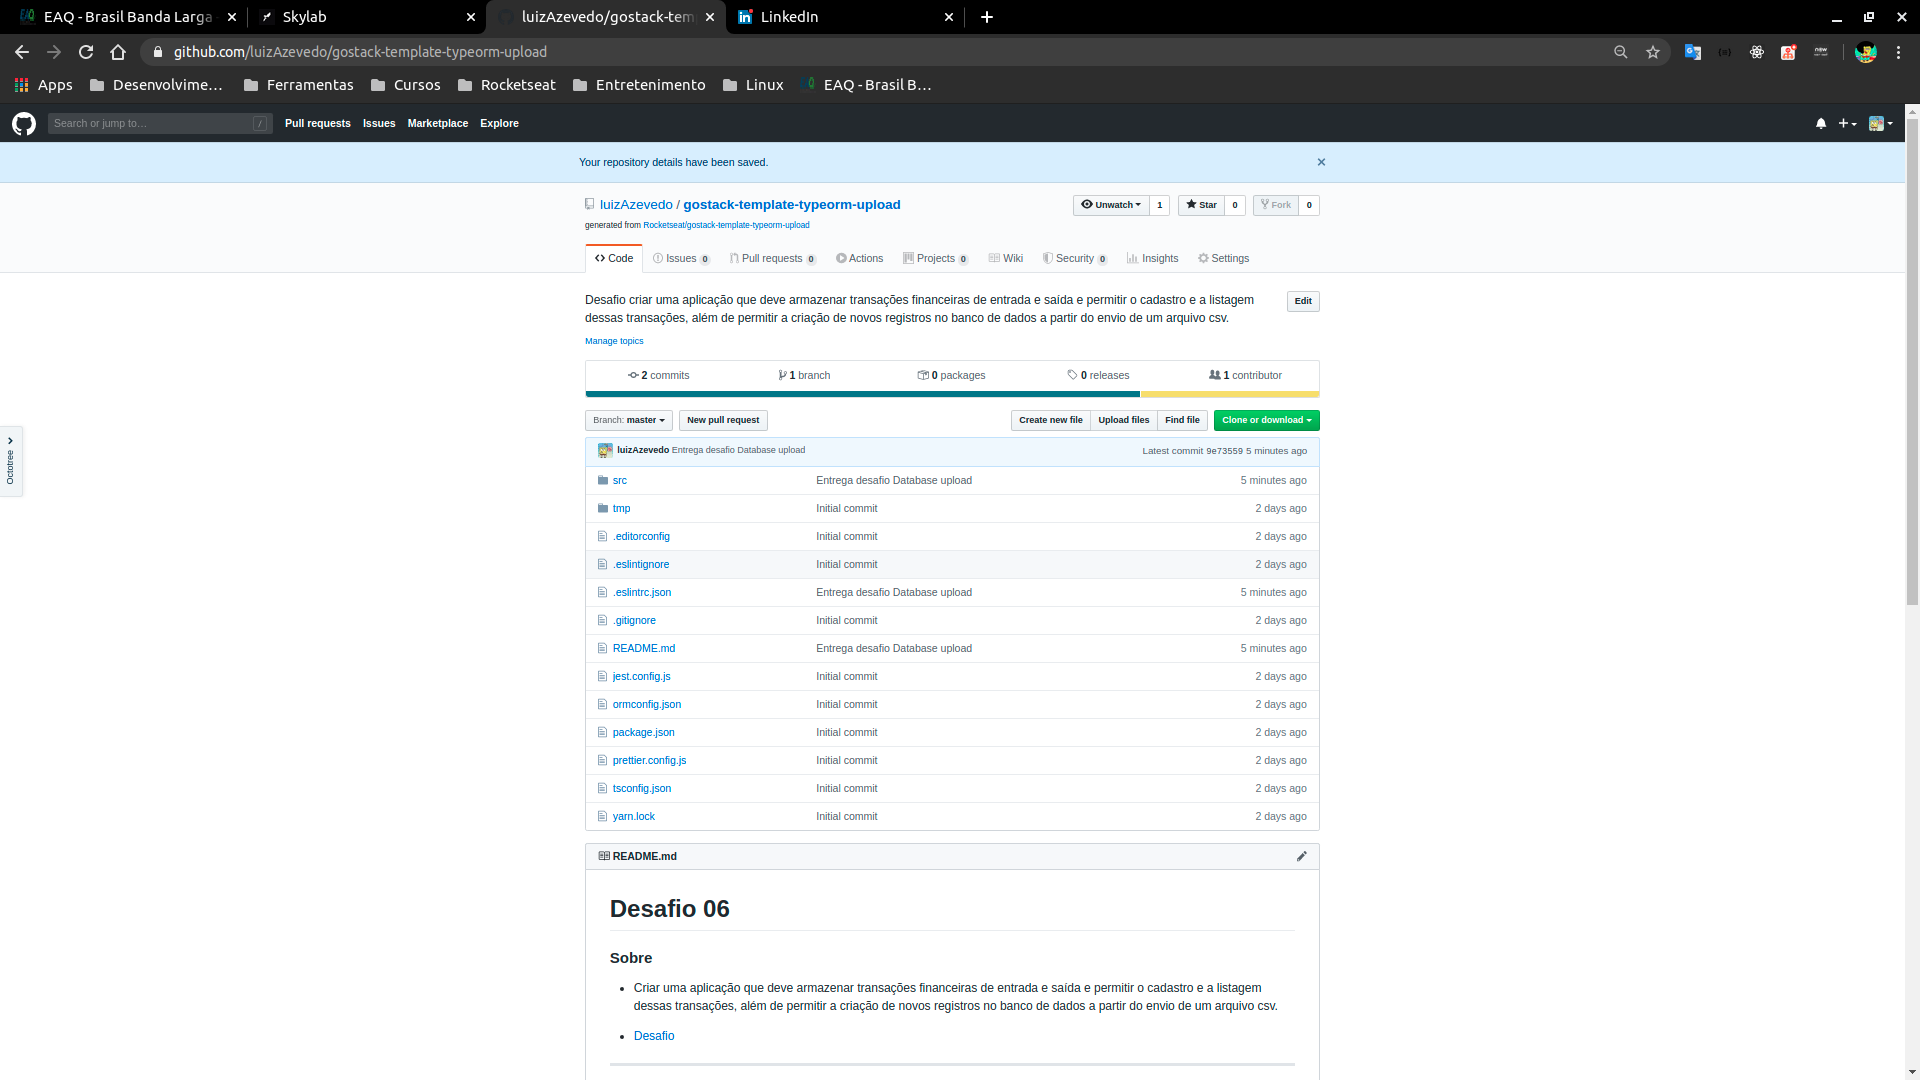 EAQ - Brasil Banda Larga
Skylab
luizAzevedo/gostack-tem
LinkedIn
github.com/luizAzevedo/gostack-template-typeorm-upload
Apps
Desenvolvime…
Ferramentas
Cursos
Rocketseat
Entretenimento
Linux
EAQ - Brasil B…
Search or jump to…
/
Pull requests
Issues
Marketplace
Explore
Your repository details have been saved.
luizAzevedo / gostack-template-typeorm-upload
Unwatch 1
Star 0
Fork 0
generated from Rocketseat/gostack-template-typeorm-upload
Code
Issues 0
Pull requests 0
Actions
Projects 0
Wiki
Security 0
Insights
Settings
Desafio criar uma aplicação que deve armazenar transações financeiras de entrada e saída e permitir o cadastro e a listagem
dessas transações, além de permitir a criação de novos registros no banco de dados a partir do envio de um arquivo csv.
Edit
Manage topics
2 commits
1 branch
0 packages
0 releases
1 contributor
Branch: master
New pull request
Create new file
Upload files
Find file
Clone or download
Octotree
luizAzevedo Entrega desafio Database upload
Latest commit 9e73559 5 minutes ago
src Entrega desafio Database upload 5 minutes ago
tmp Initial commit 2 days ago
.editorconfig Initial commit 2 days ago
.eslintignore Initial commit 2 days ago
.eslintrc.json Entrega desafio Database upload 5 minutes ago
.gitignore Initial commit 2 days ago
README.md Entrega desafio Database upload 5 minutes ago
jest.config.js Initial commit 2 days ago
ormconfig.json Initial commit 2 days ago
package.json Initial commit 2 days ago
prettier.config.js Initial commit 2 days ago
tsconfig.json Initial commit 2 days ago
yarn.lock Initial commit 2 days ago
README.md
Desafio 06
Sobre
Criar uma aplicação que deve armazenar transações financeiras de entrada e saída e permitir o cadastro e a listagem
dessas transações, além de permitir a criação de novos registros no banco de dados a partir do envio de um arquivo csv.
Desafio